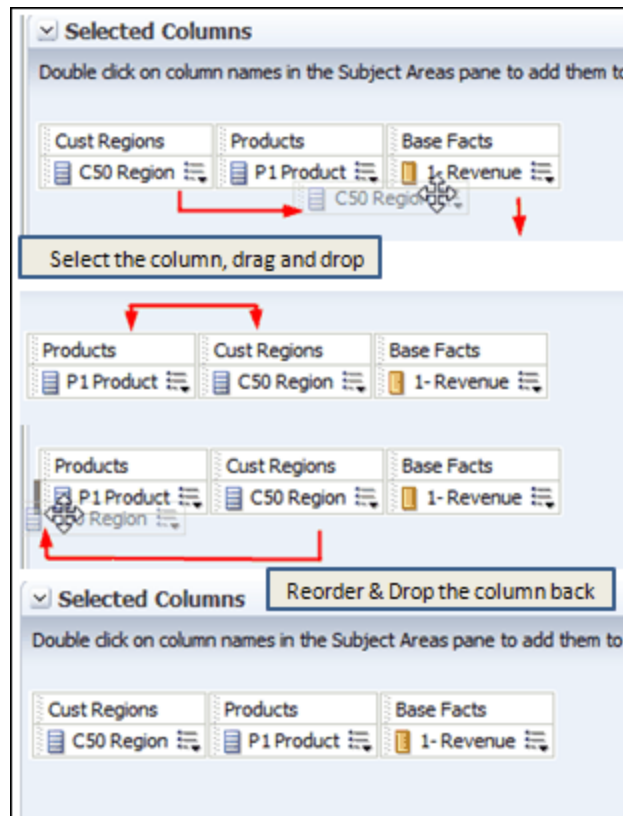 Selected Columns
Double click on column names in the Subject Areas pane to add them to
Cust Regions Products Base Facts
C50 Region P1 Product 1- Revenue
C50 Region
Select the column, drag and drop
Products Cust Regions Base Facts
P1 Product C50 Region 1- Revenue
Products Cust Regions Base Facts
P1 Product C50 Region 1- Revenue
Region
Reorder & Drop the column back
Selected Columns
Double click on column names in the Subject Areas pane to add them to
Cust Regions Products Base Facts
C50 Region P1 Product 1- Revenue